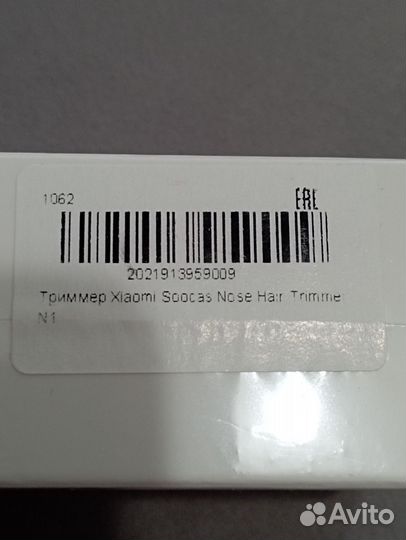 1062
EAC
2021913959009
Триммер Xiaomi Soocas Nose Hair Trimme
N1
Avito